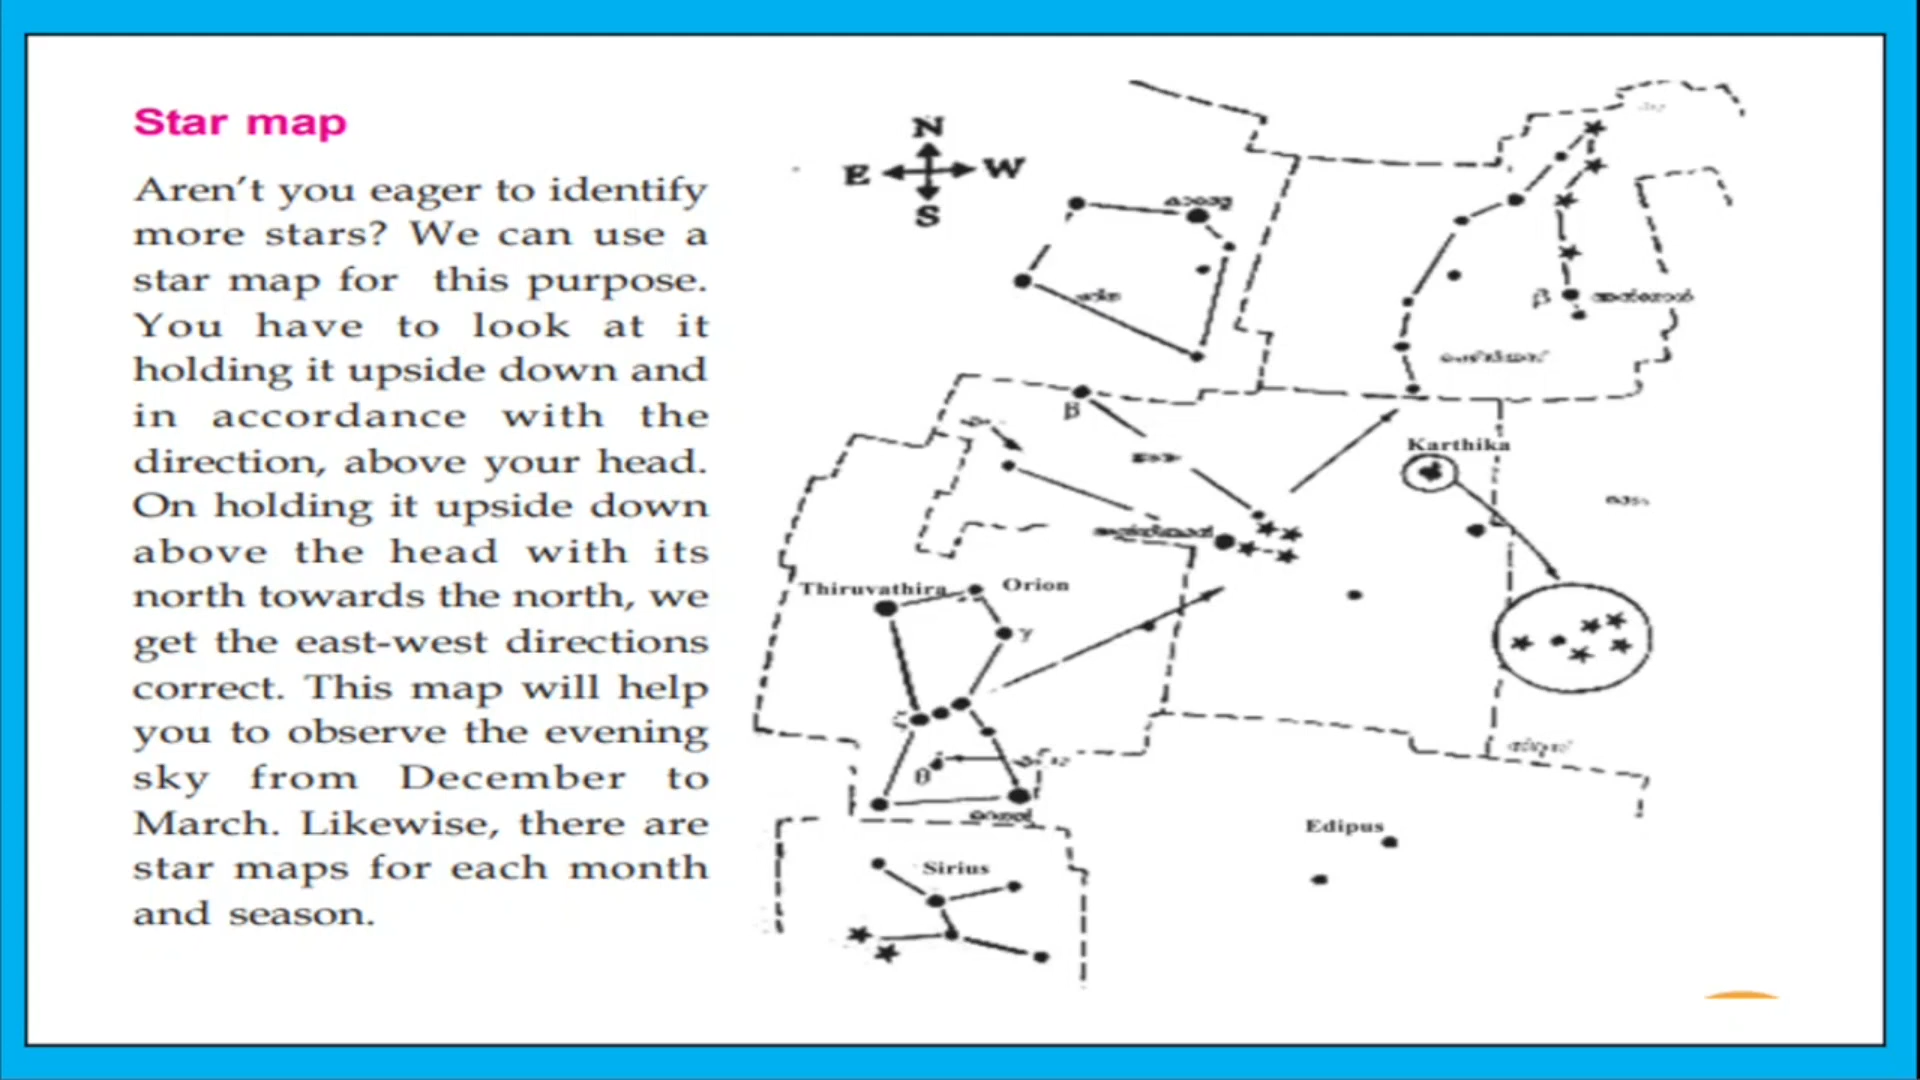 Star map
Aren't you eager to identify
more stars? We can use a
star map for this purpose.
You have to look at it
holding it upside down and
in accordance with the
direction, above your head.
On holding it upside down
above the head with its
north towards the north, we
get the east-west directions
correct. This map will help
you to observe the evening
sky from December to
March. Likewise, there are
star maps for each month
and season.
N
E W
S
β
β
Karthika
Thiruvathira Orion
γ
θ
Edipus
Sirius